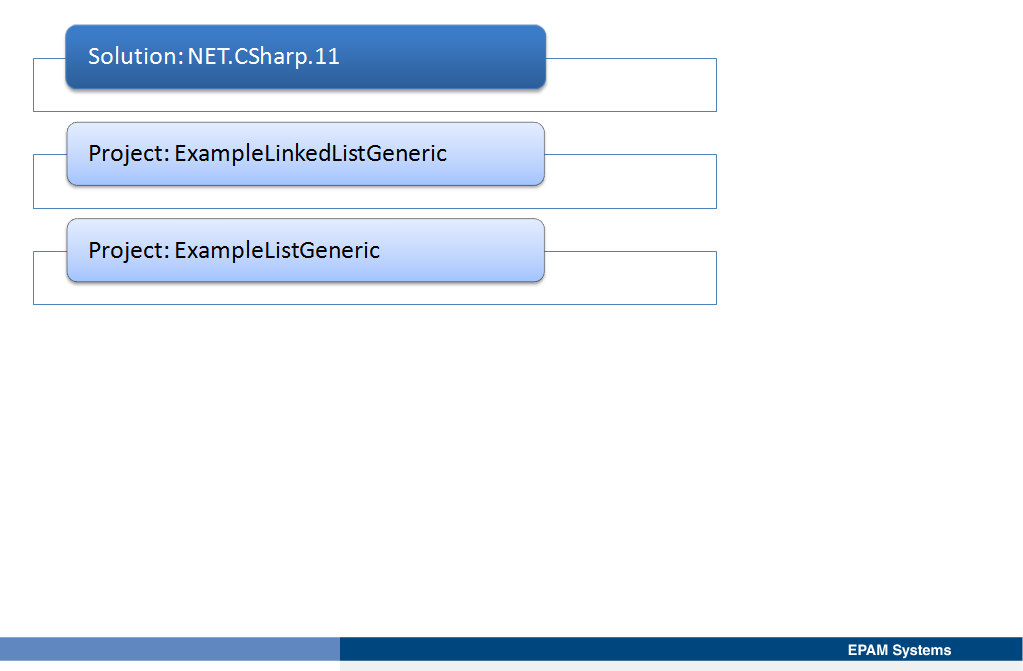 Solution: NET.CSharp.11
Project: ExampleLinkedListGeneric
Project: ExampleListGeneric
EPAM Systems